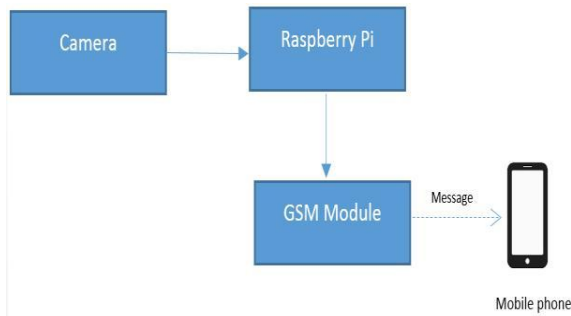 Camera
Raspberry Pi
GSM Module
Message
Mobile phone